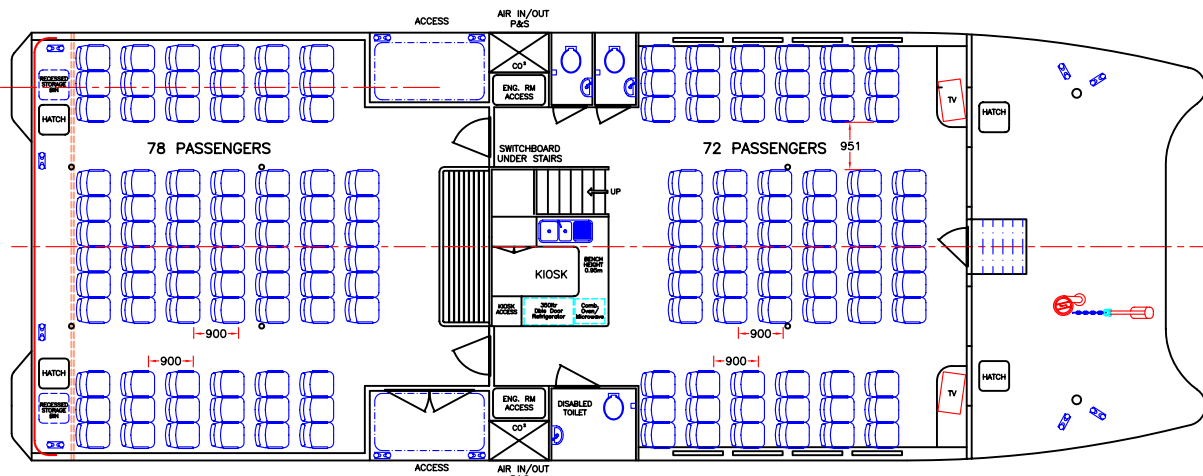 ACCESS
AIR IN/OUT
P&S
CO²
ENG. RM
ACCESS
RECESSED
STORAGE
BIN
HATCH
78 PASSENGERS
SWITCHBOARD
UNDER STAIRS
72 PASSENGERS
951
TV
HATCH
UP
BENCH
HEIGHT
0.95m
KIOSK
KIOSK
ACCESS
350ltr
Dble Door
Refrigerator
Comb.
Oven/
Microwave
900
900
900
900
HATCH
RECESSED
STORAGE
BIN
ENG. RM
ACCESS
CO²
DISABLED
TOILET
TV
HATCH
ACCESS
AIR IN/OUT
P&S